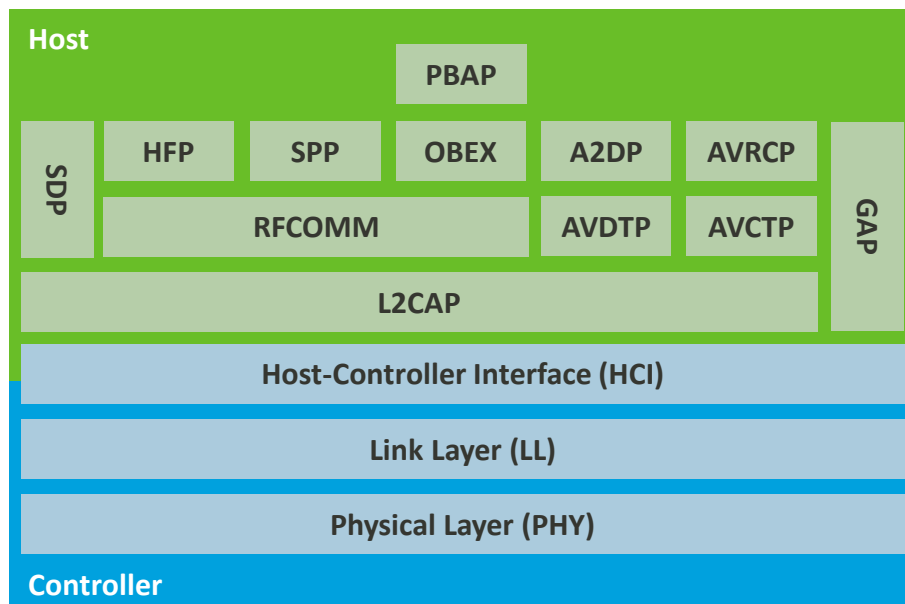 Host
PBAP
SDP
HFP
SPP
OBEX
A2DP
AVRCP
GAP
RFCOMM
AVDTP
AVCTP
L2CAP
Host-Controller Interface (HCI)
Link Layer (LL)
Physical Layer (PHY)
Controller